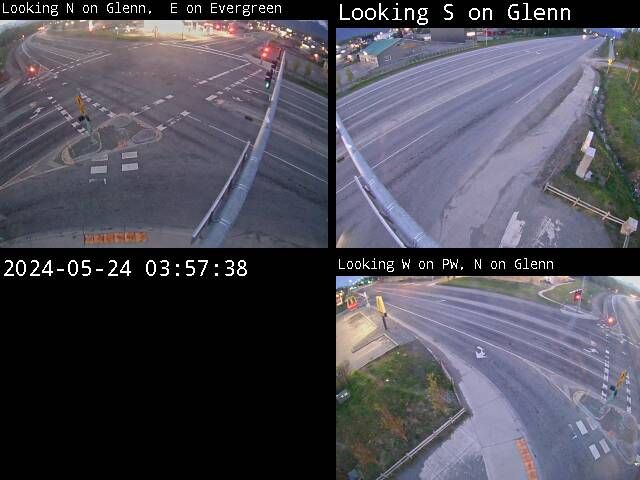 Looking N on Glenn,  E on Evergreen
Looking S on Glenn
2024-05-24 03:57:38
Looking W on PW, N on Glenn